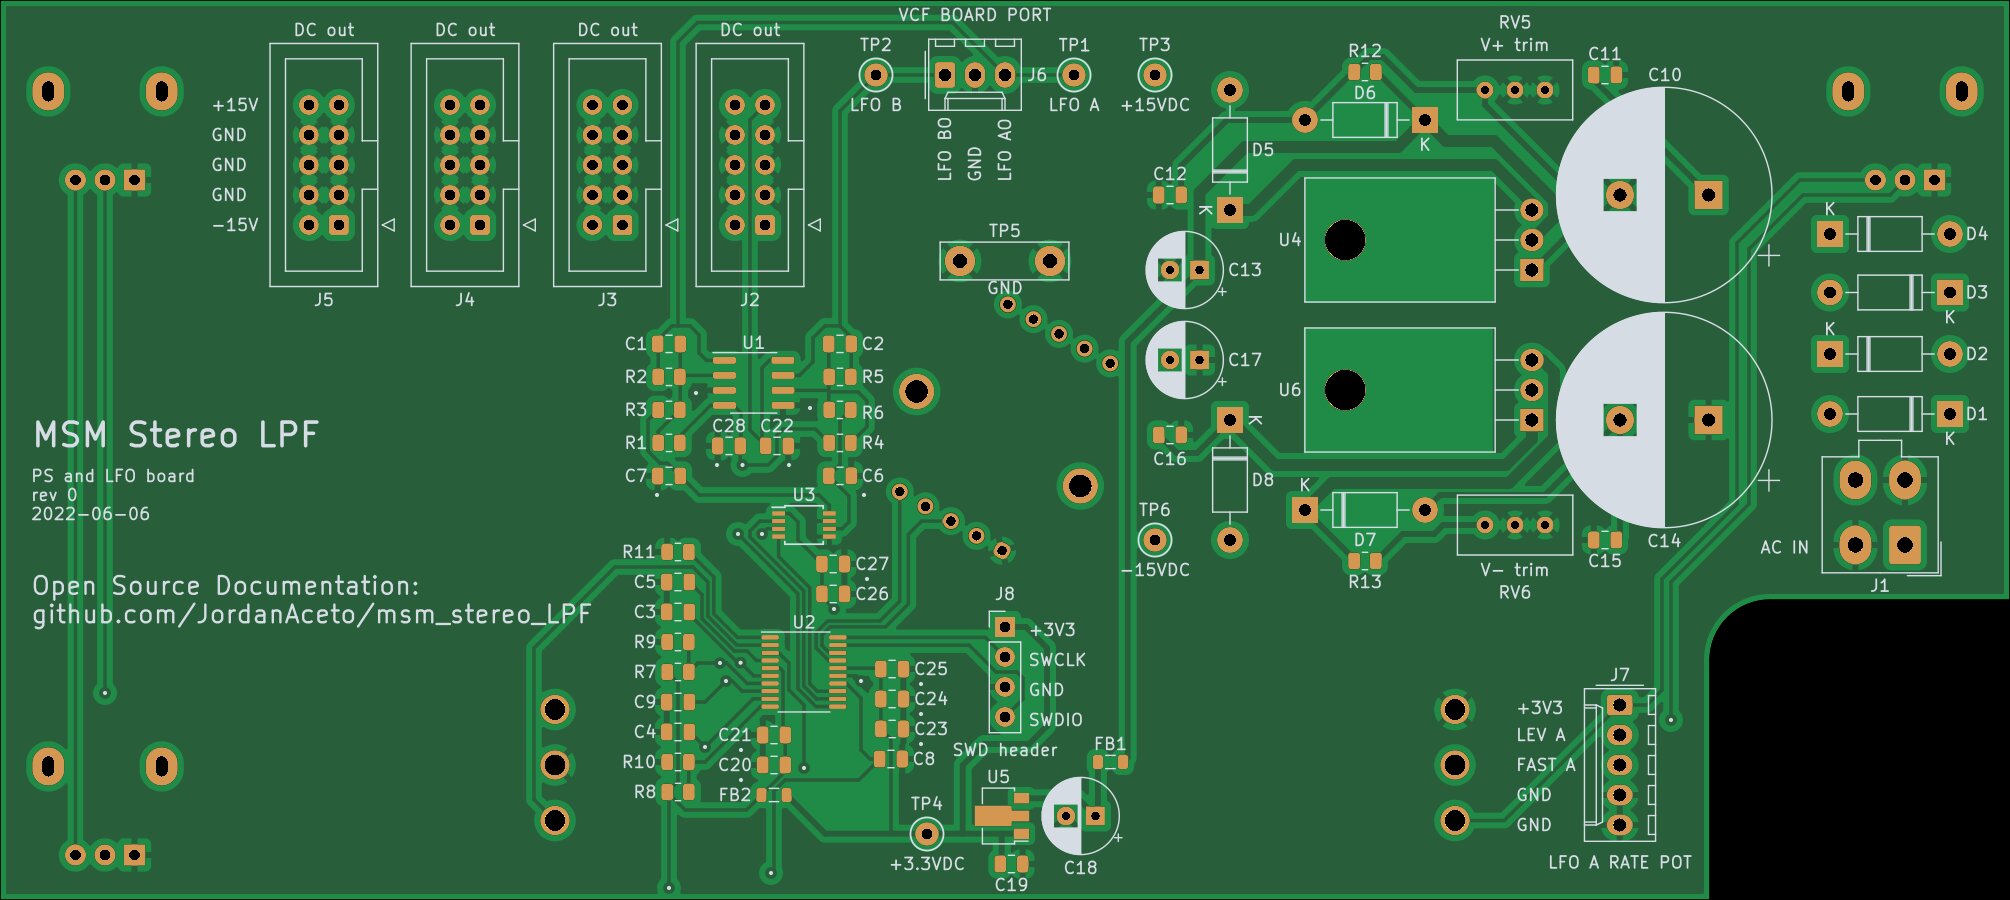 VCF BOARD PORT
DC out
DC out
DC out
DC out
RV5
V+ trim
TP2
TP1
TP3
J6
R12
C11
C10
+15V
GND
GND
GND
-15V
LFO B
LFO A
+15VDC
D6
LFO BO
GND
LFO AO
K
D5
C12
K
K
D4
TP5
U4
C13
+
GND
J5
J4
J3
J2
D3
K
C1
U1
C2
R2
R5
C17
+
U6
K
D2
R3
R6
C28
C22
R1
R4
K
C16
D1
K
MSM Stereo LPF
PS and LFO board
rev 0
2022-06-06
C7
C6
U3
D8
K
TP6
D7
C14
AC IN
R11
C27
-15VDC
R13
V- trim
RV6
C15
J1
C5
C26
Open Source Documentation:
github.com/JordanAceto/msm_stereo_LPF
J8
C3
U2
+3V3
R9
SWCLK
R7
C25
GND
J7
C9
C24
SWDIO
+3V3
C4
C21
C23
LEV A
SWD header
FB1
R10
C20
C8
FAST A
R8
FB2
U5
GND
TP4
GND
+
+3.3VDC
C18
C19
LFO A RATE POT